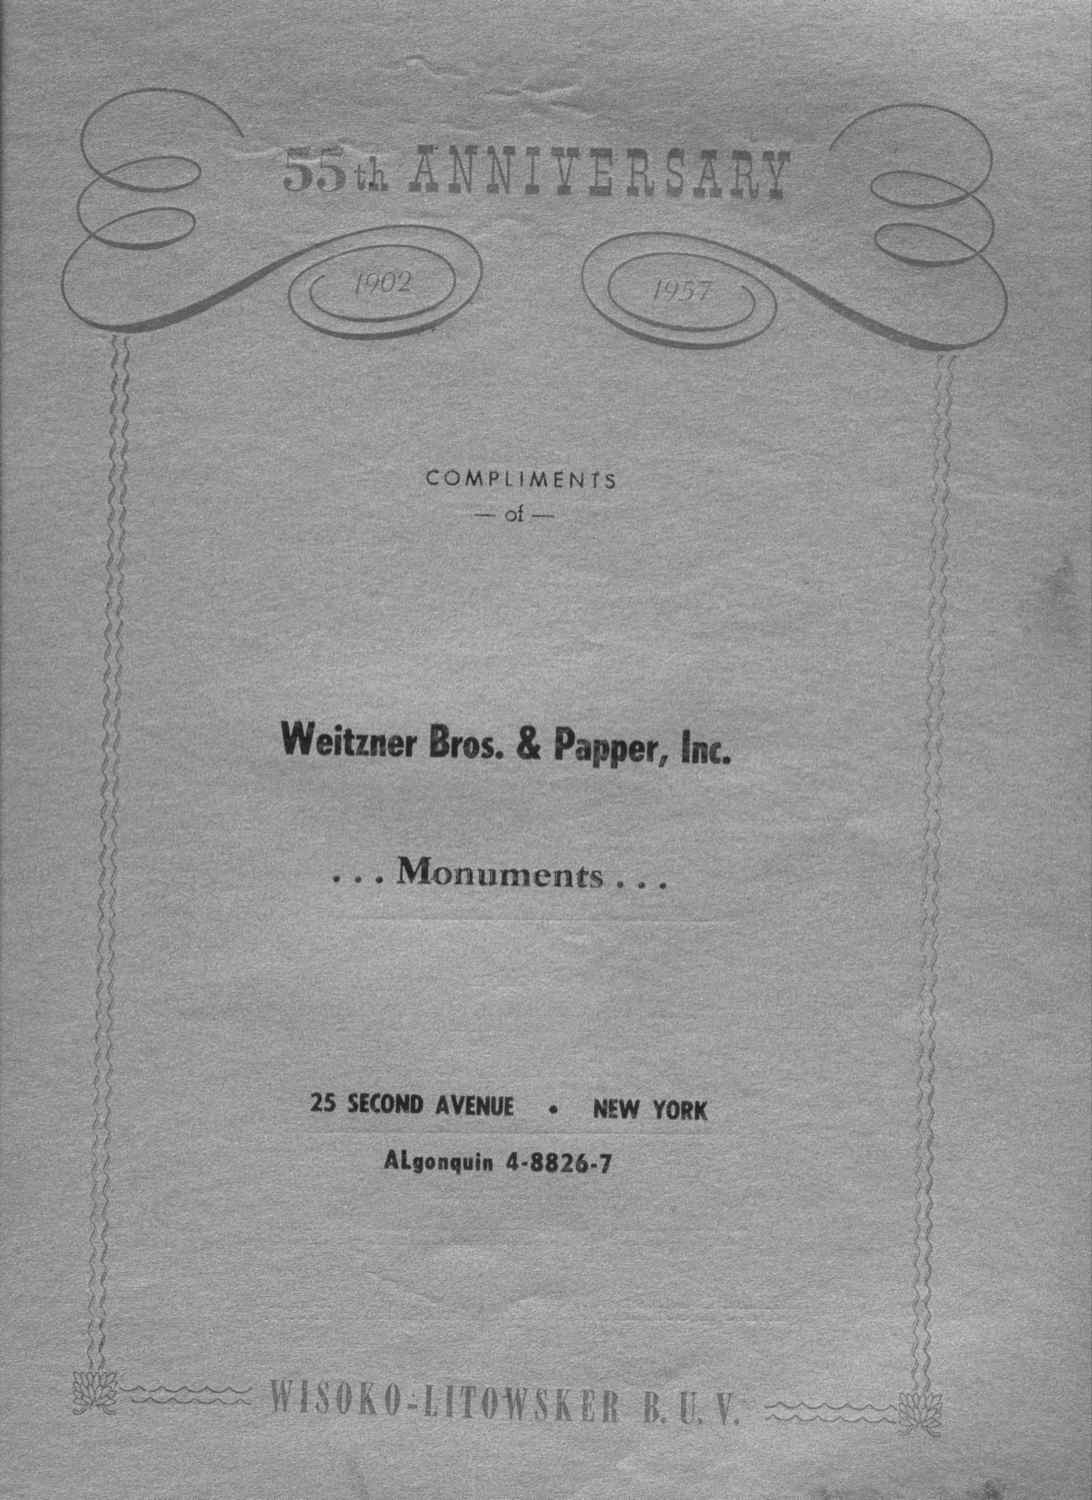 55th ANNIVERSARY
1902 1957
COMPLIMENTS
— of —
Weitzner Bros. & Papper, Inc.
. . . Monuments . . .
25 SECOND AVENUE • NEW YORK
ALgonquin 4-8826-7
WISOKO-LITOWSKER B. U. V.